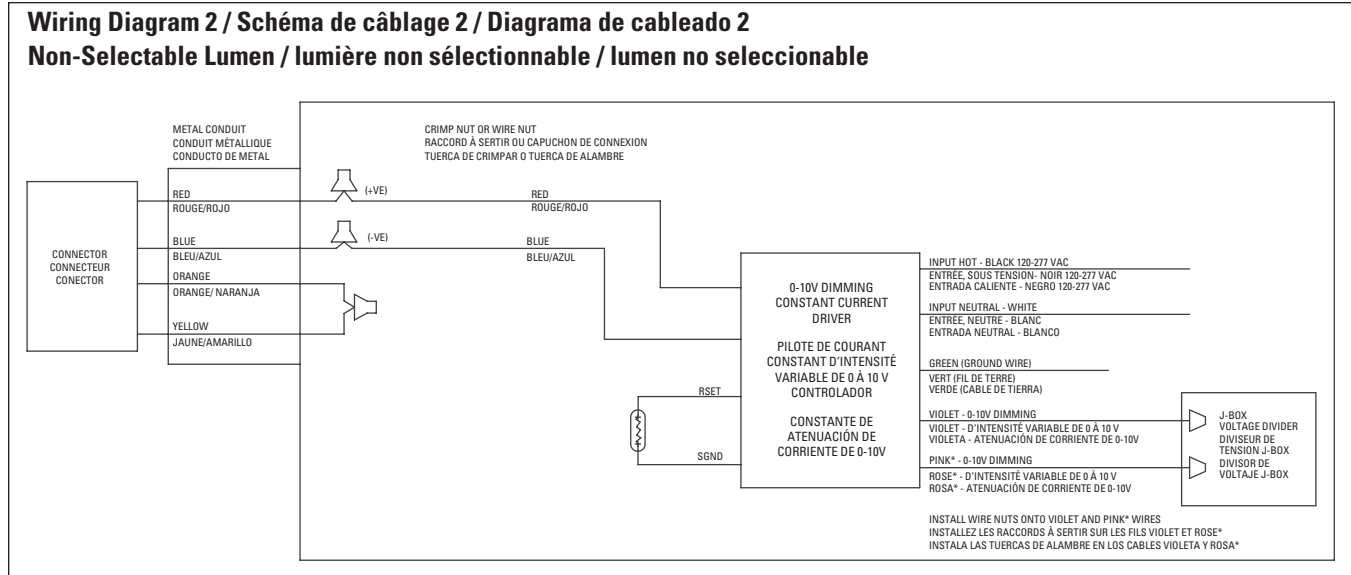 Wiring Diagram 2 / Schéma de câblage 2 / Diagrama de cableado 2
Non-Selectable Lumen / lumière non sélectionnable / lumen no seleccionable
METAL CONDUIT
CONDUIT MÉTALLIQUE
CONDUCTO DE METAL
CRIMP NUT OR WIRE NUT
RACCORD À SERTIR OU CAPUCHON DE CONNEXION
TUERCA DE CRIMPAR O TUERCA DE ALAMBRE
CONNECTOR
CONNECTEUR
CONECTOR
RED
ROUGE/ROJO
BLUE
BLEU/AZUL
ORANGE
ORANGE/ NARANJA
YELLOW
JAUNE/AMARILLO
(+VE)
(-VE)
RED
ROUGE/ROJO
BLUE
BLEU/AZUL
RSET
SGND
0-10V DIMMING
CONSTANT CURRENT
DRIVER
PILOTE DE COURANT
CONSTANT D'INTENSITÉ
VARIABLE DE 0 À 10 V
CONTROLADOR
CONSTANTE DE
ATENUACIÓN DE
CORRIENTE DE 0-10V
INPUT HOT - BLACK 120-277 VAC
ENTRÉE, SOUS TENSION- NOIR 120-277 VAC
ENTRADA CALIENTE - NEGRO 120-277 VAC
INPUT NEUTRAL - WHITE
ENTRÉE, NEUTRE - BLANC
ENTRADA NEUTRAL - BLANCO
GREEN (GROUND WIRE)
VERT (FIL DE TERRE)
VERDE (CABLE DE TIERRA)
VIOLET - 0-10V DIMMING
VIOLET - D'INTENSITÉ VARIABLE DE 0 À 10 V
VIOLETA - ATENUACIÓN DE CORRIENTE DE 0-10V
PINK* - 0-10V DIMMING
ROSE* - D'INTENSITÉ VARIABLE DE 0 À 10 V
ROSA* - ATENUACIÓN DE CORRIENTE DE 0-10V
J-BOX
VOLTAGE DIVIDER
DIVISEUR DE
TENSION J-BOX
DIVISOR DE
VOLTAJE J-BOX
INSTALL WIRE NUTS ONTO VIOLET AND PINK* WIRES
INSTALLEZ LES RACCORDS À SERTIR SUR LES FILS VIOLET ET ROSE*
INSTALA LAS TUERCAS DE ALAMBRE EN LOS CABLES VIOLETA Y ROSA*